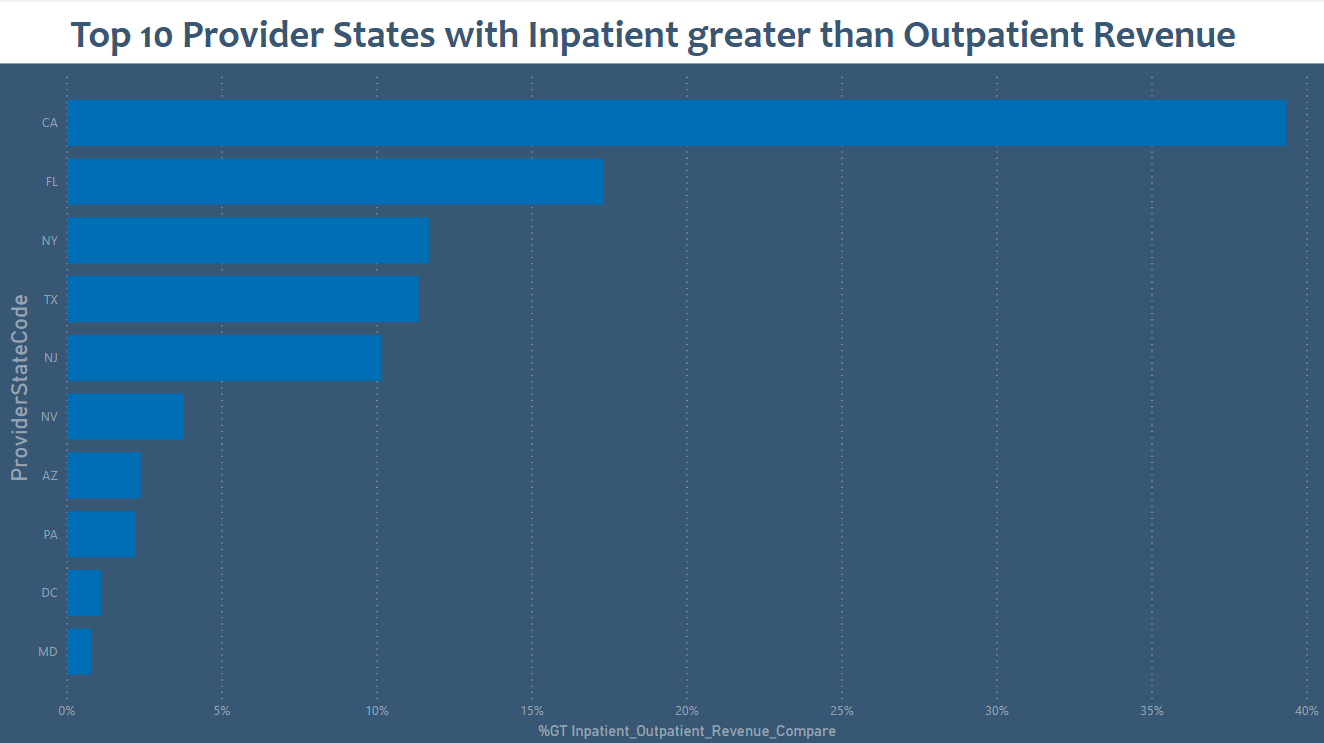 Top 10 Provider States with Inpatient greater than Outpatient Revenue
ProviderStateCode
CA
FL
NY
TX
NJ
NV
AZ
PA
DC
MD
0% 5% 10% 15% 20% 25% 30% 35% 40%
%GT Inpatient_Outpatient_Revenue_Compare